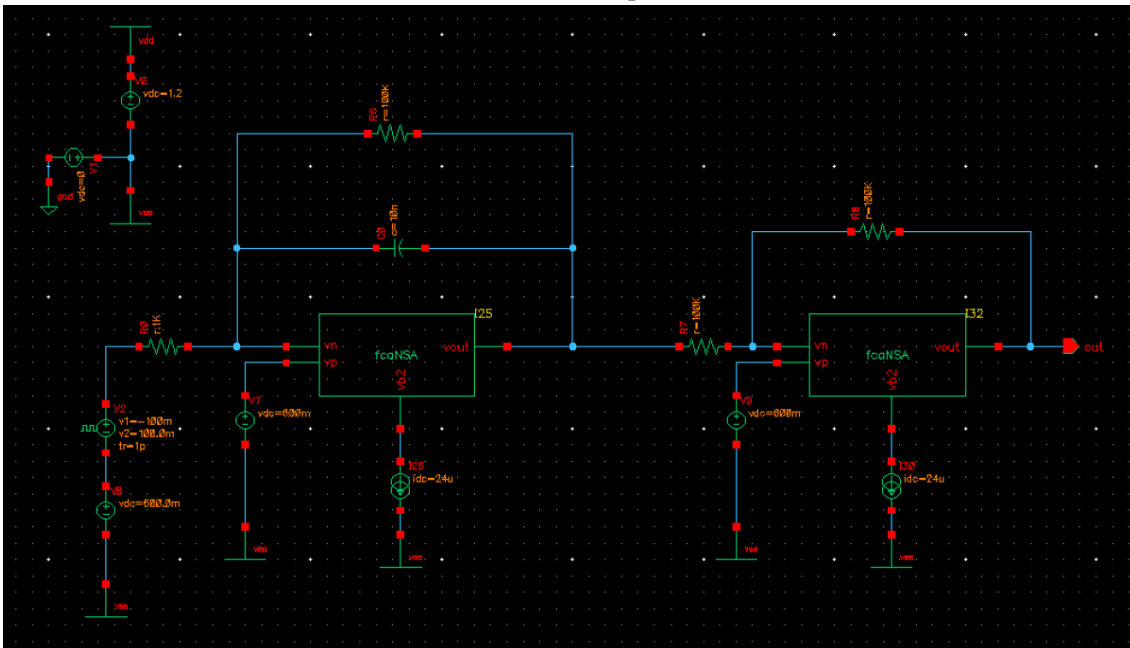 vdd
V0
vdc=1.2
V1
vdc=0
gnd
vss
R6
r=100K
C0
c=10n
R0
r:1K
I25
vn
vp
fcaNSA
vout
vb2
V7
vdc=600m
I26
idc=24u
vss
vss
V2
v1=-100m
v2=100.0m
tr=1p
V8
vdc=600.0m
vss
R7
r=100K
R8
r=100K
I32
vn
vp
fcaNSA
vout
vb2
out
V9
vdc=600m
I30
idc=24u
vss
vss